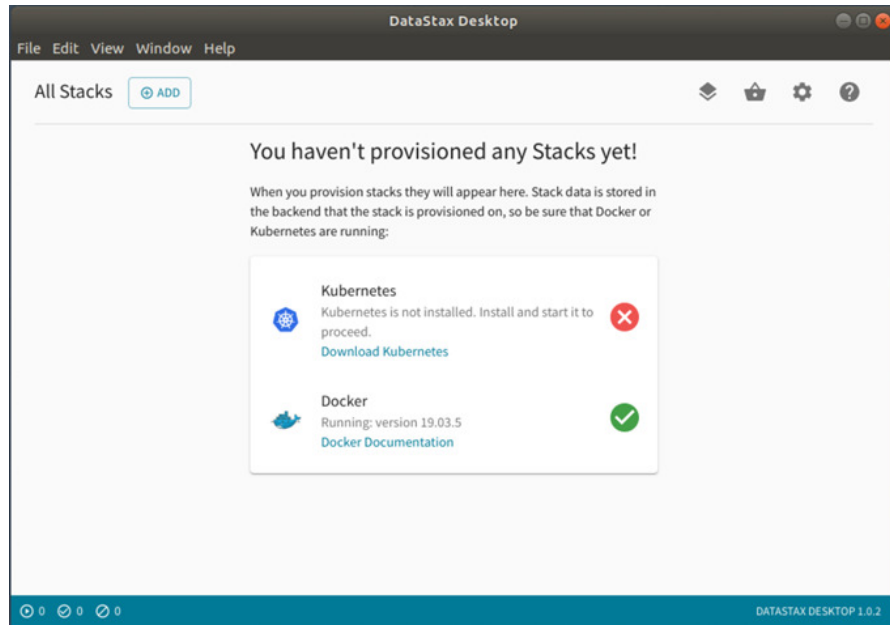 DataStax Desktop
File Edit View Window Help
All Stacks ADD
You haven't provisioned any Stacks yet!
When you provision stacks they will appear here. Stack data is stored in
the backend that the stack is provisioned on, so be sure that Docker or
Kubernetes are running:
Kubernetes
Kubernetes is not installed. Install and start it to
proceed.
Download Kubernetes
Docker
Running: version 19.03.5
Docker Documentation
0 0 0 DATASTAX DESKTOP 1.0.2